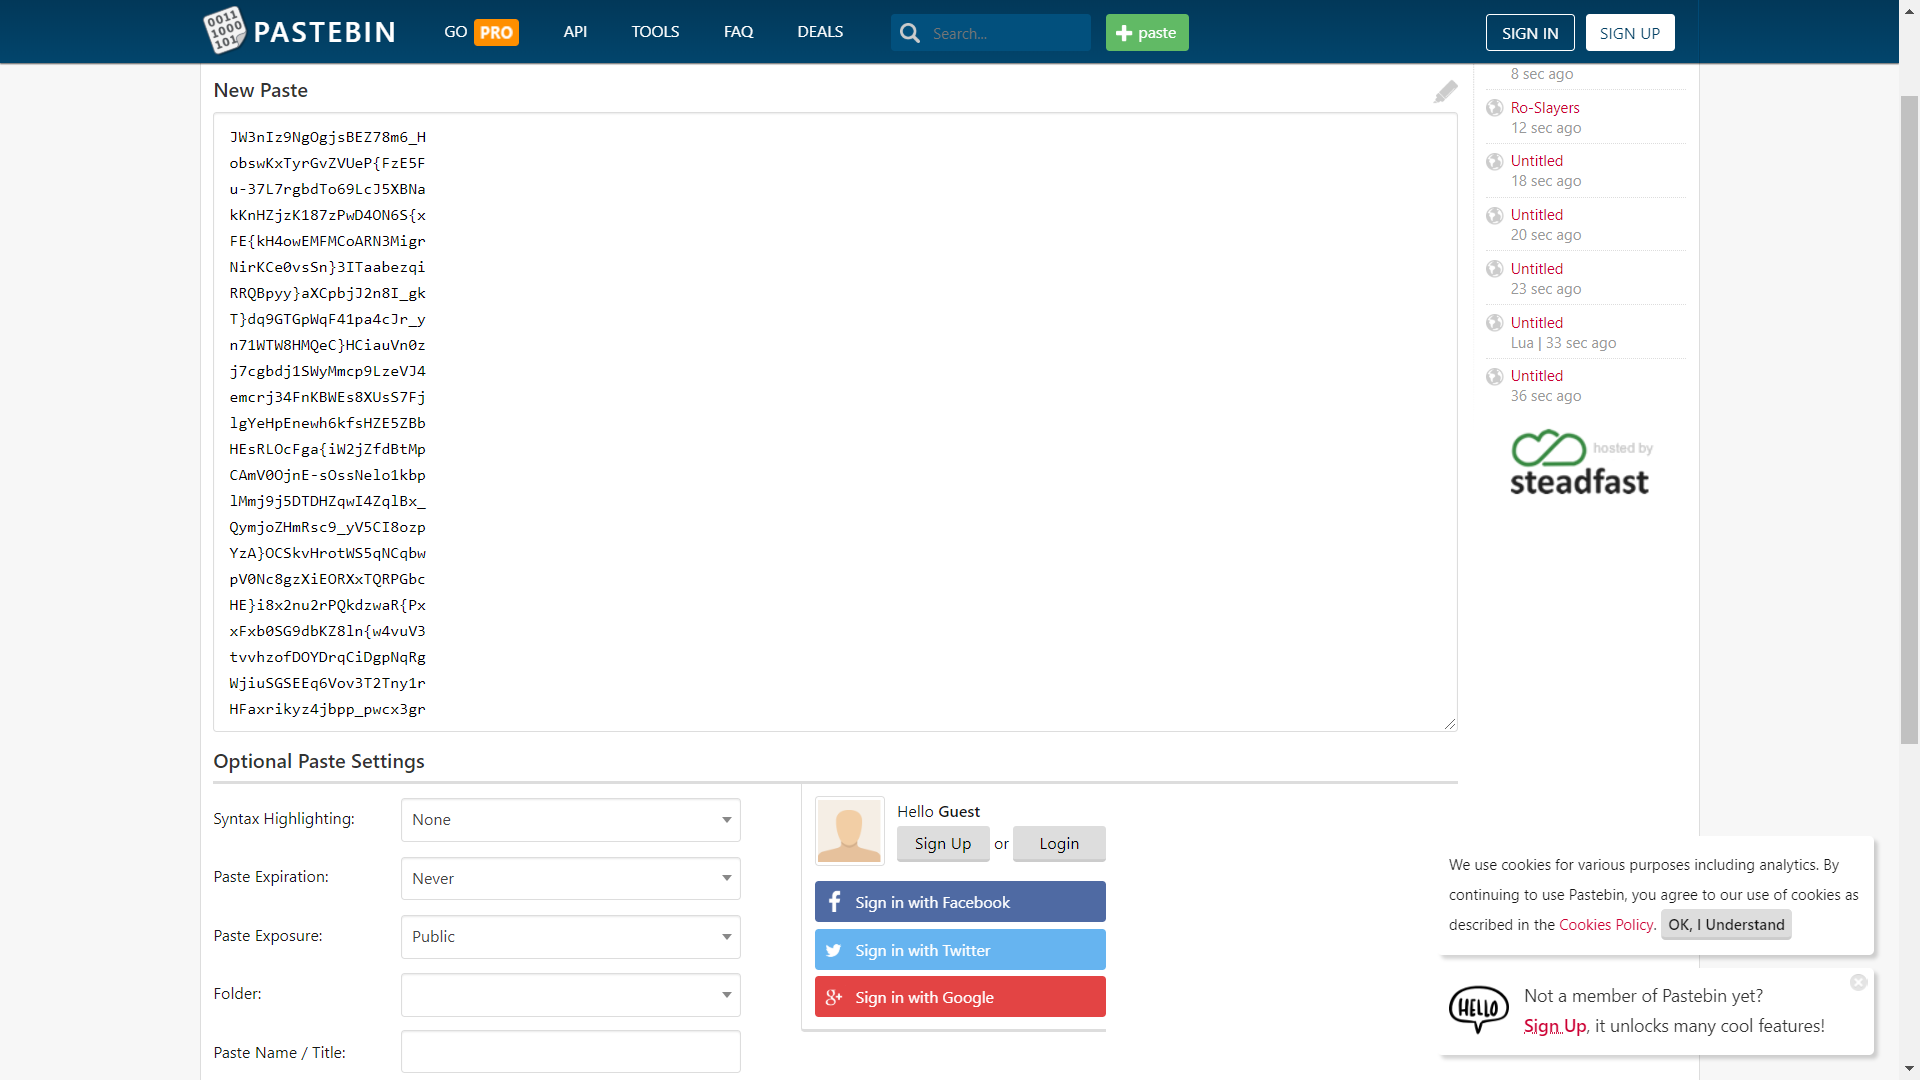 0011
1000
101
PASTEBIN
GO PRO
API
TOOLS
FAQ
DEALS
Search...
paste
SIGN IN
SIGN UP
New Paste
JW3nIz9NgOgjsBEZ78m6_H
obswKxTyrGvZVUeP{FzE5F
u-37L7rgbdTo69LcJ5XBNa
kKnHZjzK187zPwD4ON6S{x
FE{kH4owEMFMCoARN3Migr
NirKCe0vsSn}3ITaabezqi
RRQBpyy}aXCpbjJ2n8I_gk
T}dq9GTGpWqF41pa4cJr_y
n71WTW8HMQeC}HCiauVn0z
j7cgbdj1SWyMmcp9LzeVJ4
emcrj34FnKBWEs8XUsS7Fj
lgYeHpEnewh6kfsHZE5ZBb
HEsRLOcFga{iW2jZfdBtMp
CAmV0OjnE-sOssNelo1kbp
lMmj9j5DTDHZqwI4ZqlBx_
QymjoZHmRsc9_yV5CI8ozp
YzA}OCSkvHrotWS5qNCqbw
pV0Nc8gzXiEORXxTQRPGbc
HE}i8x2nu2rPQkdzwaR{Px
xFxb0SG9dbKZ8ln{w4vuV3
tvvhzofDOYDrqCiDgpNqRg
WjiuSGSEEq6Vov3T2Tny1r
HFaxrikyz4jbpp_pwcx3gr
8 sec ago
Ro-Slayers
12 sec ago
Untitled
18 sec ago
Untitled
20 sec ago
Untitled
23 sec ago
Untitled
Lua | 33 sec ago
Untitled
36 sec ago
hosted by
steadfast
Optional Paste Settings
Syntax Highlighting:
None
Paste Expiration:
Never
Paste Exposure:
Public
Folder:
Paste Name / Title:
Hello Guest
Sign Up or Login
Sign in with Facebook
Sign in with Twitter
Sign in with Google
We use cookies for various purposes including analytics. By
continuing to use Pastebin, you agree to our use of cookies as
described in the Cookies Policy. OK, I Understand
HELLO
Not a member of Pastebin yet?
Sign Up, it unlocks many cool features!